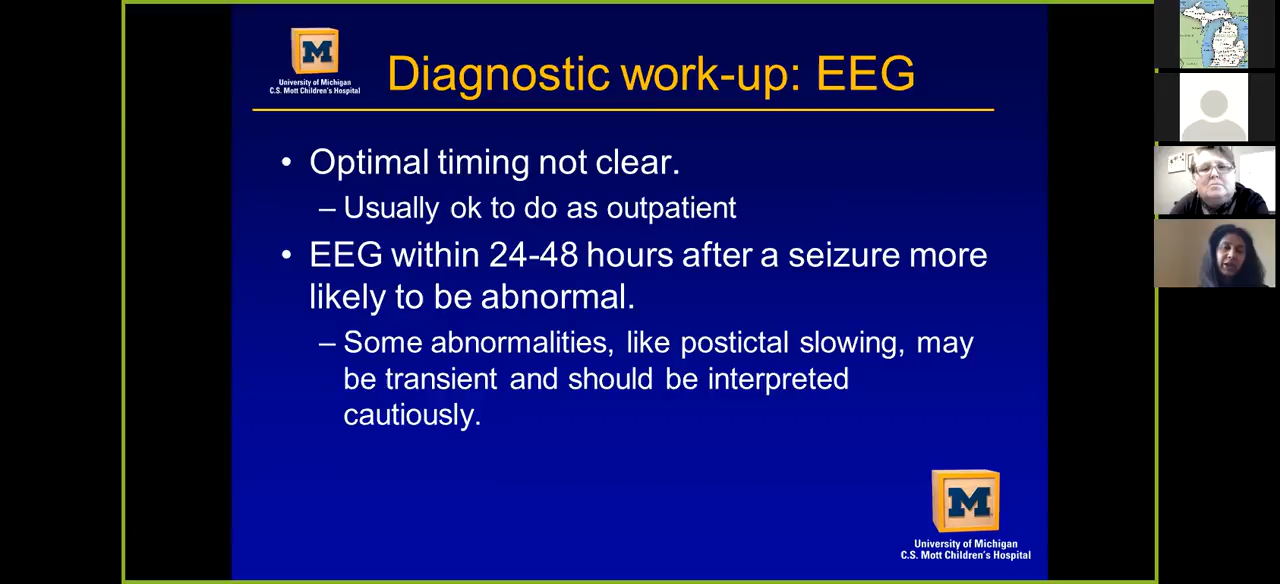 M
University of Michigan
C.S. Mott Children's Hospital
Diagnostic work-up: EEG
• Optimal timing not clear.
– Usually ok to do as outpatient
• EEG within 24-48 hours after a seizure more
likely to be abnormal.
– Some abnormalities, like postictal slowing, may
be transient and should be interpreted
cautiously.
M
University of Michigan
C.S. Mott Children's Hospital